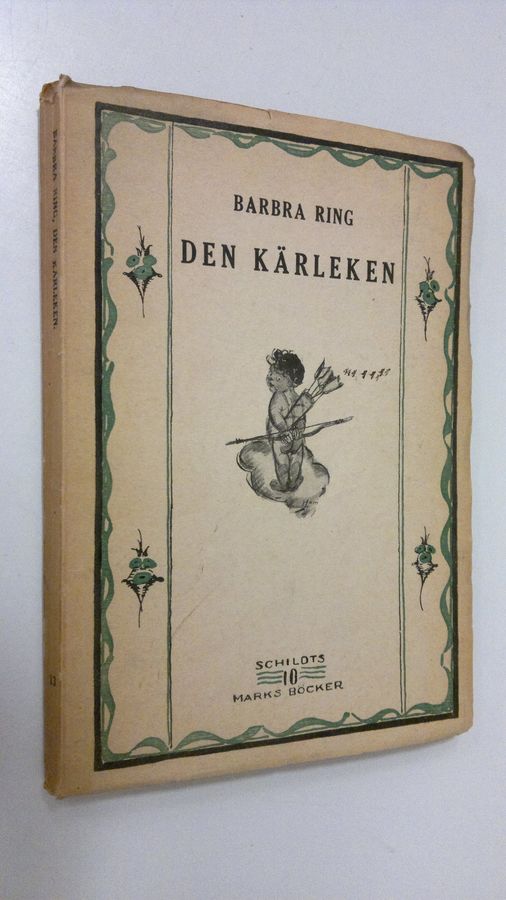 BARBRA RING
DEN KÄRLEKEN
SCHILDTS
10
MARKS BÖCKER
BARBRA RING, DEN KÄRLEKEN.
13